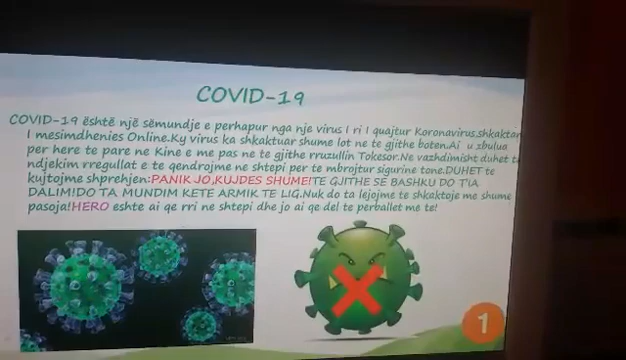 COVID-19
COVID-19 është një sëmundje e perhapur nga nje virus I ri I quajtur Koronavirus,shkaktar
I mesimdhenies Online.Ky virus ka shkaktuar shume lot ne te gjithe boten.Ai u zbulua
per here te pare ne Kine e me pas ne te gjithe rruzullin Tokesor.Ne vazhdimisht duhet te
ndjekim rregullat e te qendrojme ne shtepi per te mbrojtur sigurine tone.DUHET te
kujtojme shprehjen:PANIK JO,KUJDES SHUME!TE GJITHE SE BASHKU DO T'IA
DALIM!DO TA MUNDIM KETE ARMIK TE LIG.Nuk do ta lejojme te shkaktoje me shume
pasoja!HERO eshte ai qe rri ne shtepi dhe jo ai qe del te perballet me te!
1